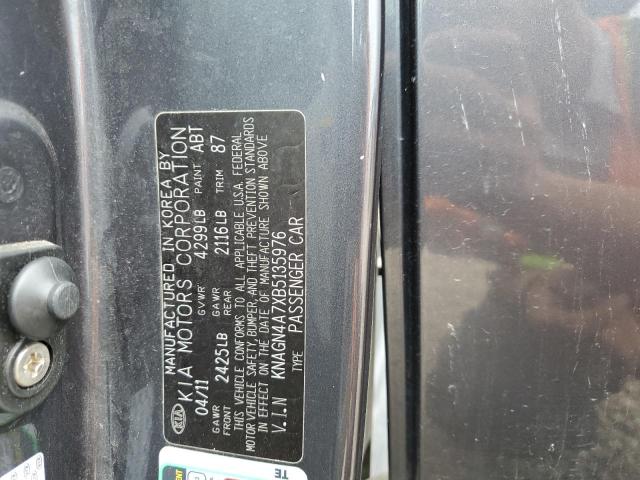 MANUFACTURED IN KOREA BY
KIA KIA MOTORS CORPORATION
04/11 GVWR 4299LB PAINT ABT
GAWR FRONT 2425LB GAWR REAR 2116LB TRIM 87
THIS VEHICLE CONFORMS TO ALL APPLICABLE U.S.A. FEDERAL
MOTOR VEHICLE SAFETY, BUMPER, AND THEFT PREVENTION STANDARDS
IN EFFECT ON THE DATE OF MANUFACTURE SHOWN ABOVE
V.I.N KNAGN4A7XB5135976
TYPE PASSENGER CAR
TE